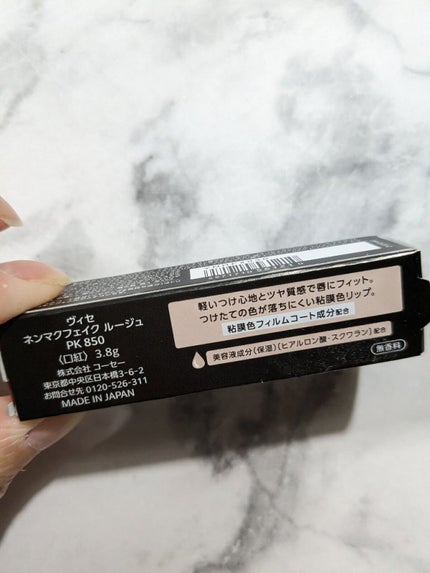 ヴィセ
ネンマクフェイク ルージュ
PK 850
〈口紅〉 3.8g
株式会社 コーセー
東京都中央区日本橋3-6-2
お問合せ先 0120-526-311
MADE IN JAPAN
軽いつけ心地とツヤ質感で唇にフィット。
つけたての色が落ちにくい粘膜色リップ。
粘膜色フィルムコート成分配合
美容液成分(保湿)〔ヒアルロン酸・スクワラン〕配合
無香料